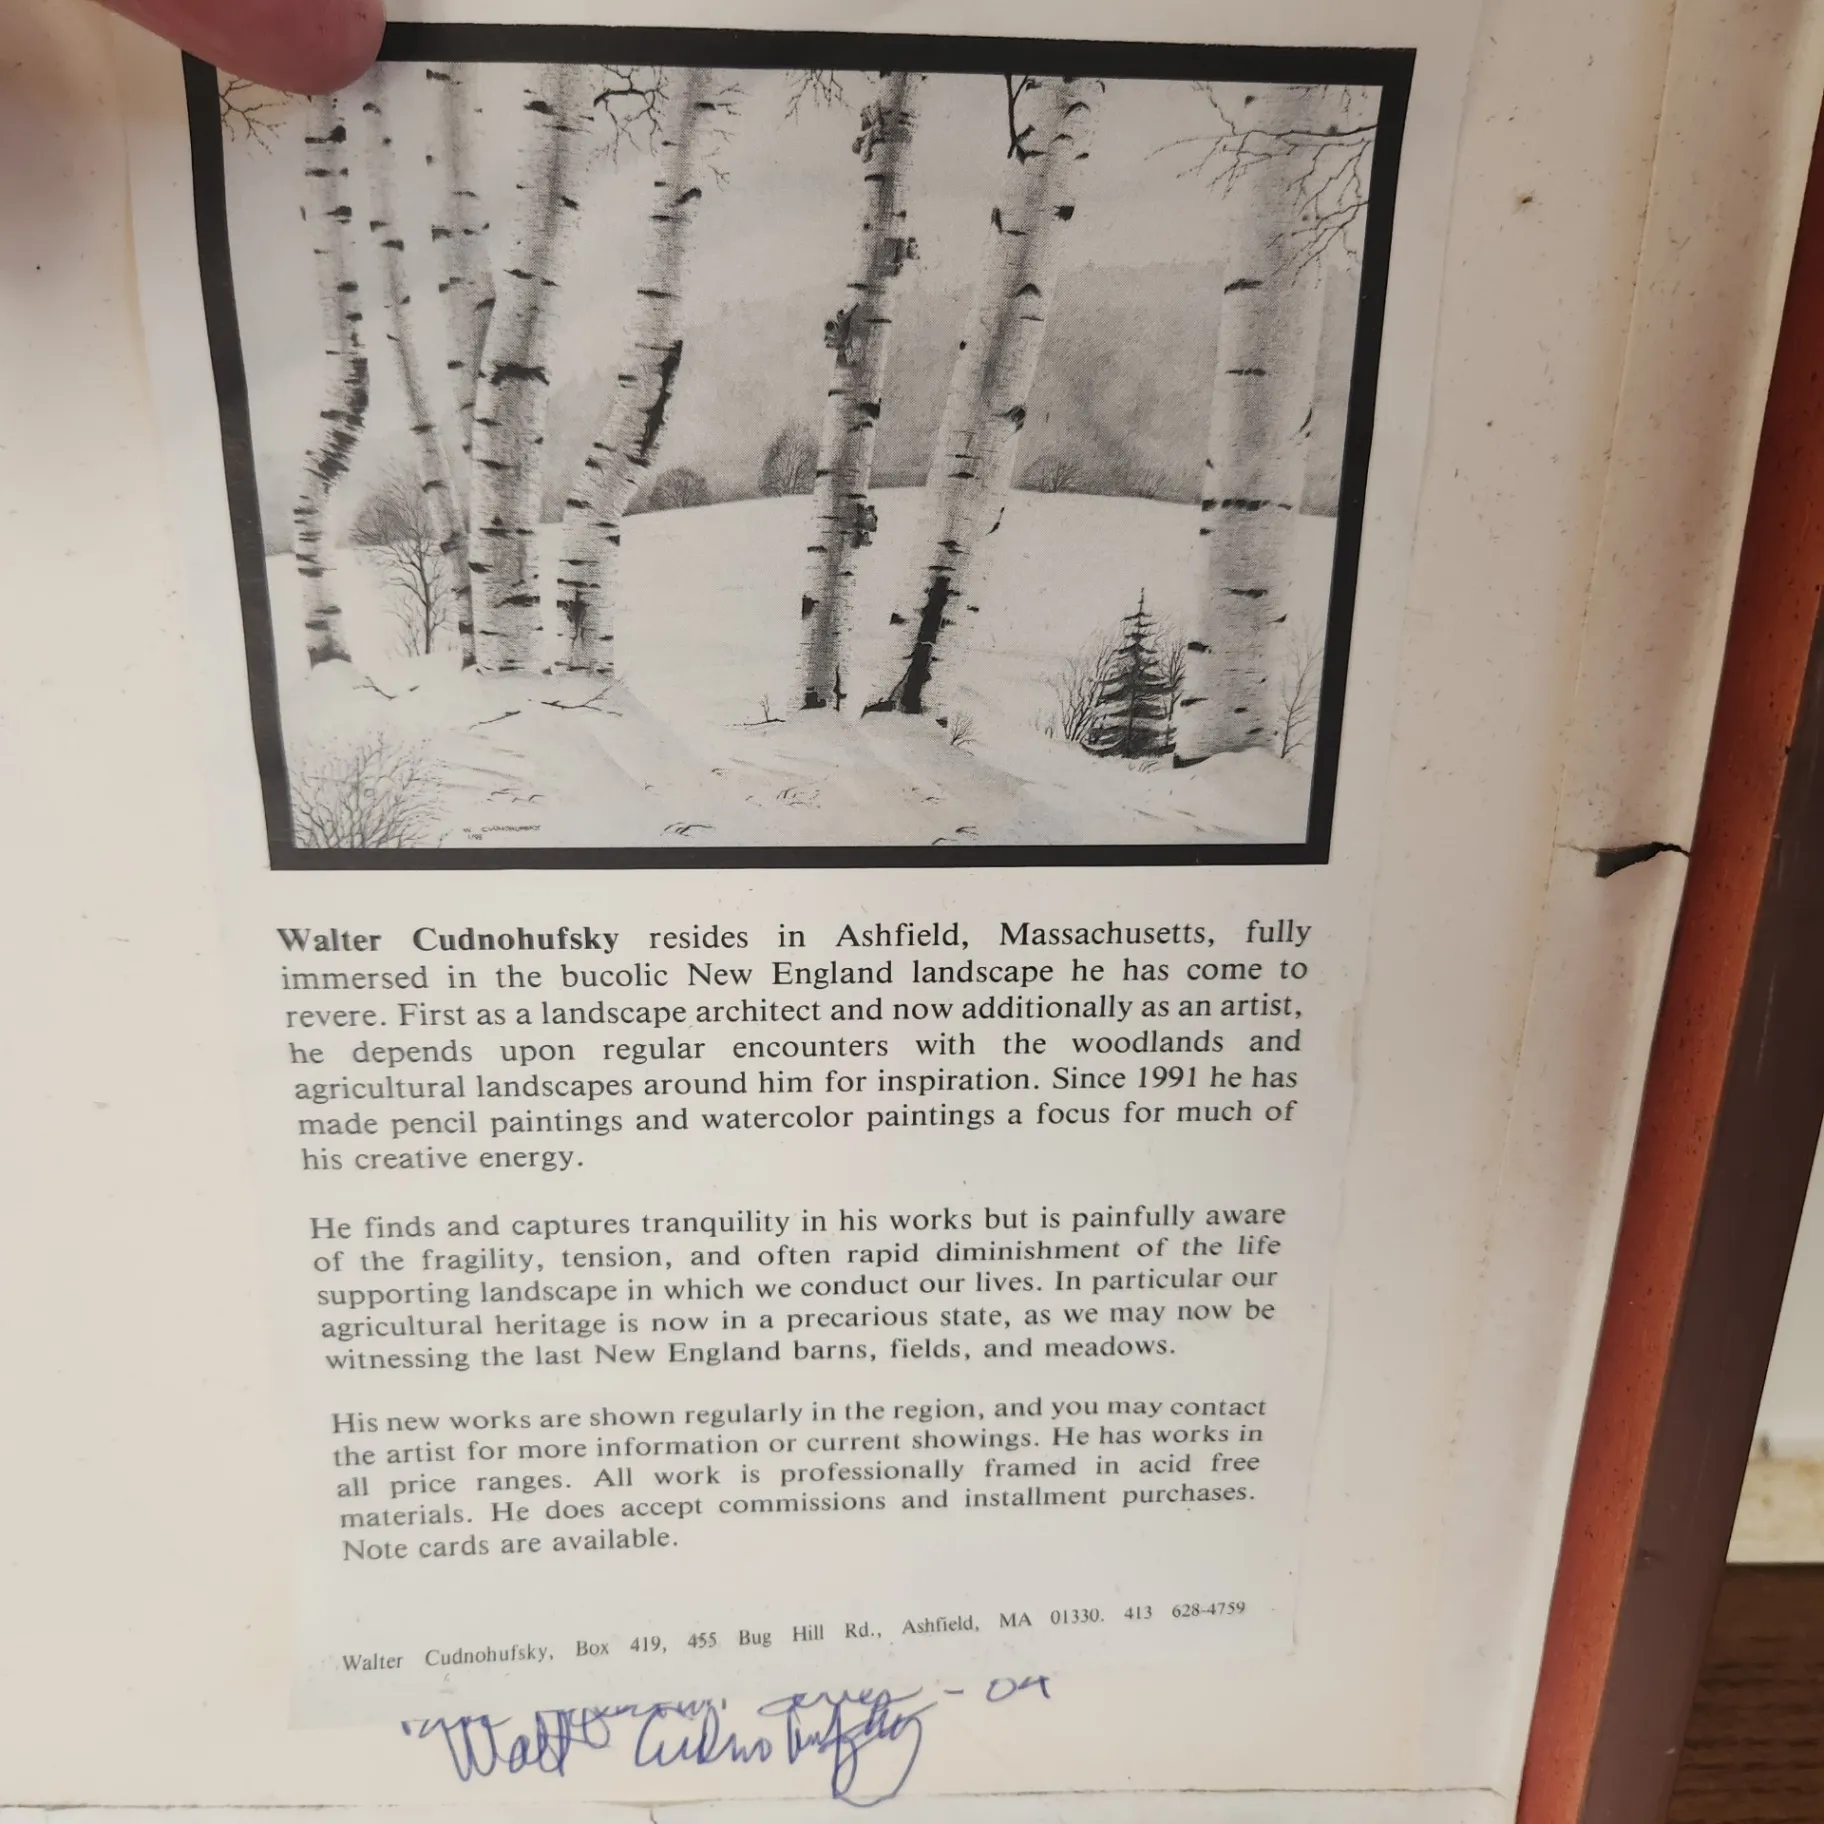 W CUDNOHUFSKY
Walter Cudnohufsky resides in Ashfield, Massachusetts, fully
immersed in the bucolic New England landscape he has come to
revere. First as a landscape architect and now additionally as an artist,
he depends upon regular encounters with the woodlands and
agricultural landscapes around him for inspiration. Since 1991 he has
made pencil paintings and watercolor paintings a focus for much of
his creative energy.
He finds and captures tranquility in his works but is painfully aware
of the fragility, tension, and often rapid diminishment of the life
supporting landscape in which we conduct our lives. In particular our
agricultural heritage is now in a precarious state, as we may now be
witnessing the last New England barns, fields, and meadows.
His new works are shown regularly in the region, and you may contact
the artist for more information or current showings. He has works in
all price ranges. All work is professionally framed in acid free
materials. He does accept commissions and installment purchases.
Note cards are available.
Walter Cudnohufsky, Box 419, 455 Bug Hill Rd., Ashfield, MA 01330. 413 628-4759
series - 04
Walt Cudnohufsky